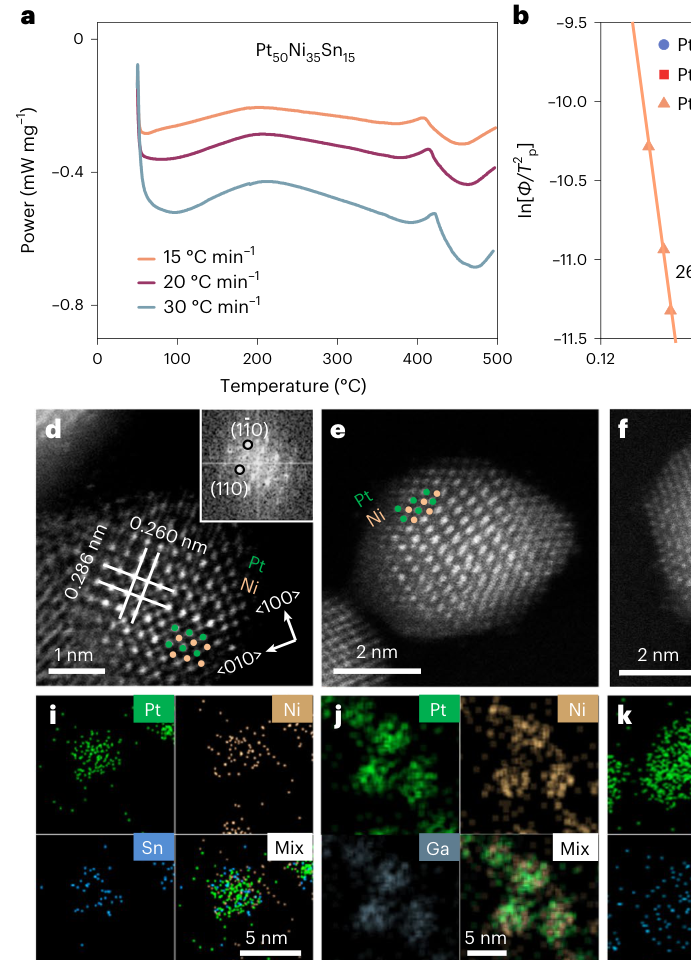 a
0
−0.4
−0.8
Power (mW mg⁻¹)
Pt₅₀Ni₃₅Sn₁₅
15 °C min⁻¹
20 °C min⁻¹
30 °C min⁻¹
0
100
200
300
400
500
Temperature (°C)
b
−9.5
−10.0
−10.5
−11.0
−11.5
ln[Φ/T²ₚ]
Pt
Pt
26
0.12
d
(11̄0)
(110)
0.260 nm
0.286 nm
Pt
Ni
<100>
<010>
1 nm
e
Pt
Ni
2 nm
f
2 nm
i
Pt
Ni
Sn
Mix
5 nm
j
Pt
Ni
Ga
Mix
5 nm
k